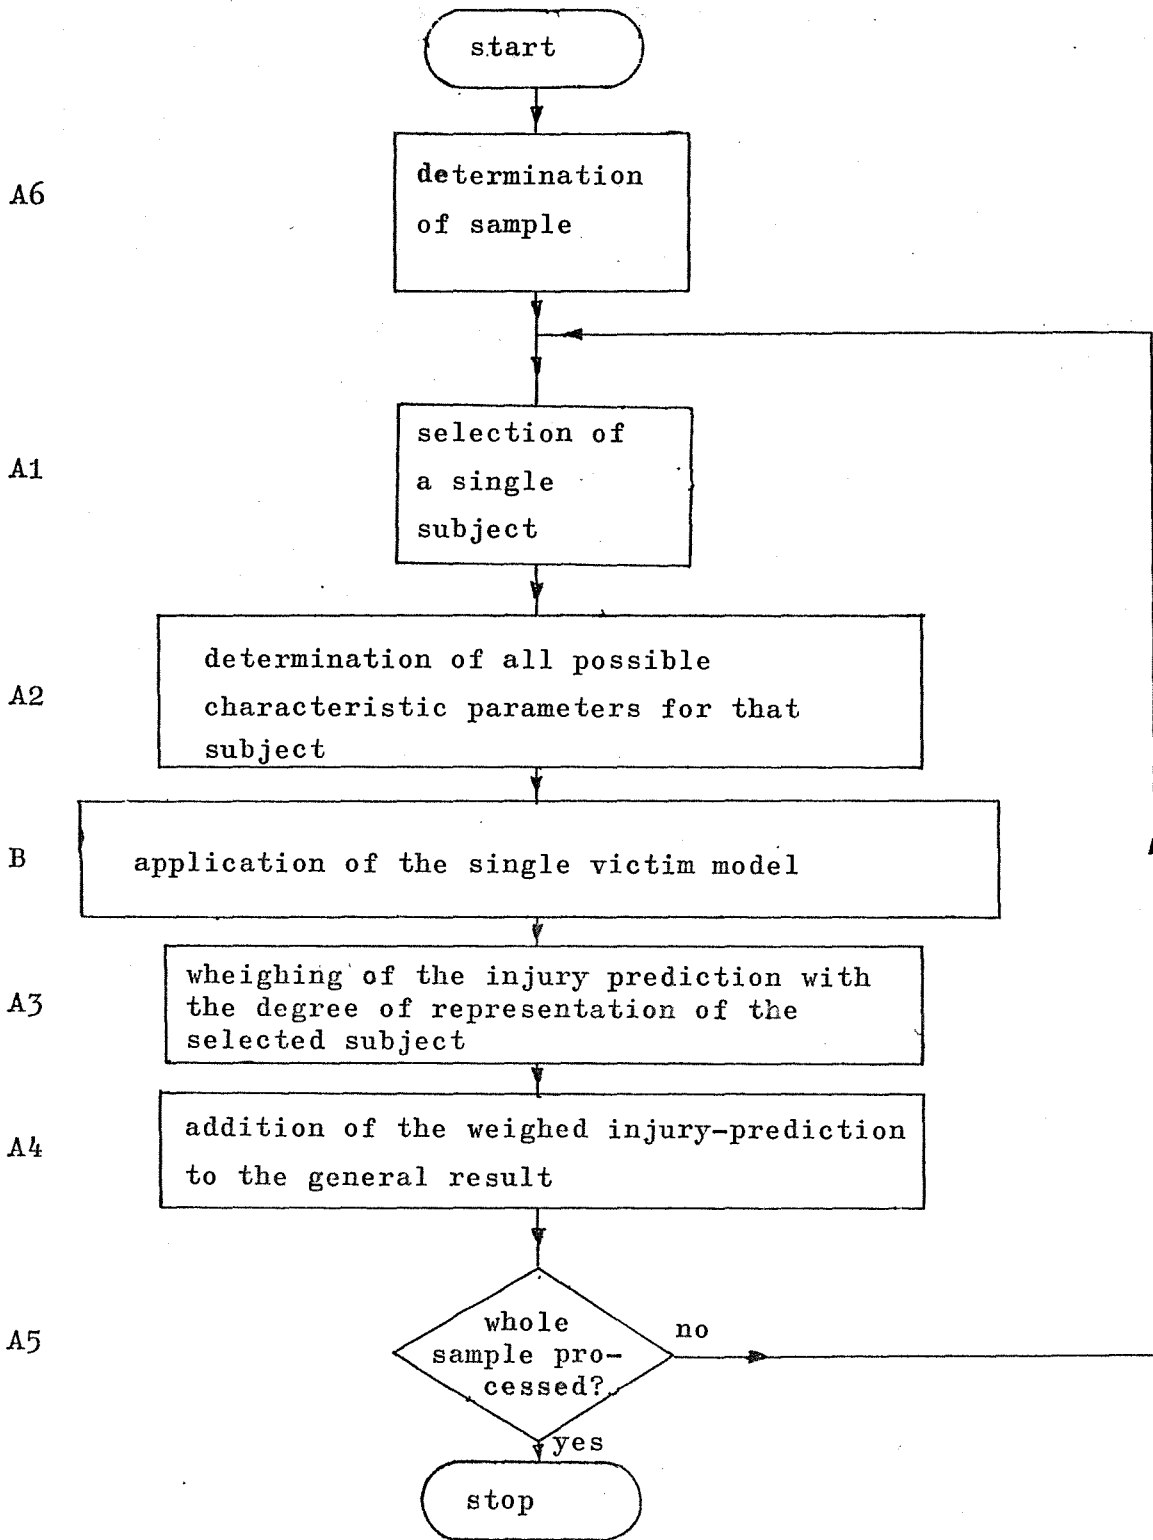 start
A6
determination
of sample
A1
selection of
a single
subject
A2
determination of all possible
characteristic parameters for that
subject
B
application of the single victim model
A3
wheighing of the injury prediction with
the degree of representation of the
selected subject
A4
addition of the weighed injury-prediction
to the general result
A5
whole
sample pro-
cessed?
no
yes
stop